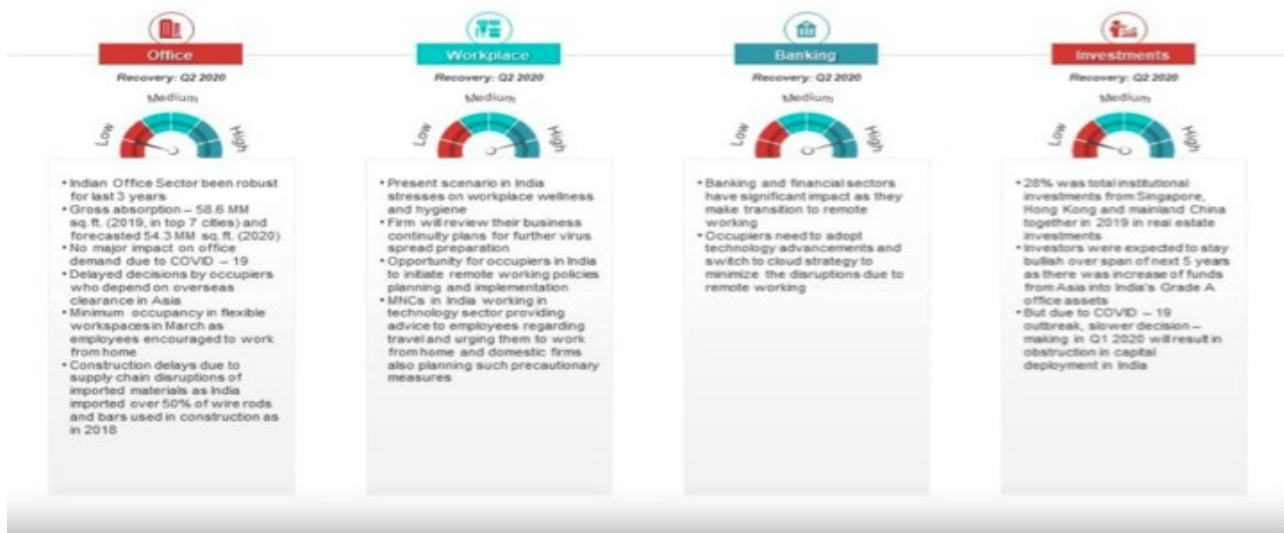 Office
Recovery: Q2 2020
Low
Medium
High
• Indian Office Sector been robust
for last 3 years
• Gross absorption – 58.6 MM
sq. ft. (2019, in top 7 cities) and
forecasted 54.3 MM sq. ft. (2020)
• No major impact on office
demand due to COVID – 19
• Delayed decisions by occupiers
who depend on overseas
clearance in Asia
• Minimum occupancy in flexible
workspaces in March as
employees encouraged to work
from home
• Construction delays due to
supply chain disruptions of
imported materials as India
imported over 50% of wire rods
and bars used in construction as
in 2018
Workplace
Recovery: Q2 2020
Low
Medium
High
• Present scenario in India
stresses on workplace wellness
and hygiene
• Firm will review their business
continuity plans for further virus
spread preparation
• Opportunity for occupiers in India
to initiate remote working policies
planning and implementation
• MNCs in India working in
technology sector providing
advice to employees regarding
travel and urging them to work
from home and domestic firms
also planning such precautionary
measures
Banking
Recovery: Q2 2020
Low
Medium
High
• Banking and financial sectors
have significant impact as they
make transition to remote
working
• Occupiers need to adopt
technology advancements and
switch to cloud strategy to
minimize the disruptions due to
remote working
Investments
Recovery: Q2 2020
Low
Medium
High
• 28% was total institutional
investments from Singapore,
Hong Kong and mainland China
together in 2019 in real estate
investments
• Investors were expected to stay
bullish over span of next 5 years
as there was increase of funds
from Asia into India's Grade A
office assets
• But due to COVID – 19
outbreak, slower decision –
making in Q1 2020 will result in
obstruction in capital
deployment in India